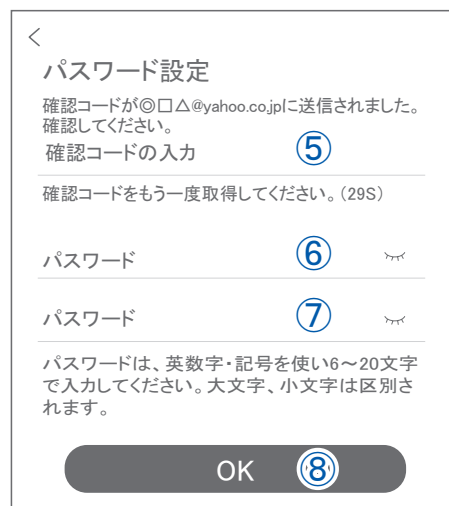 パスワード設定
確認コードが◎□△@yahoo.co.jpに送信されました。
確認してください。
確認コードの入力 ⑤
確認コードをもう一度取得してください。(29S)
パスワード ⑥
パスワード ⑦
パスワードは、英数字・記号を使い6～20文字
で入力してください。大文字、小文字は区別さ
れます。
OK ⑧